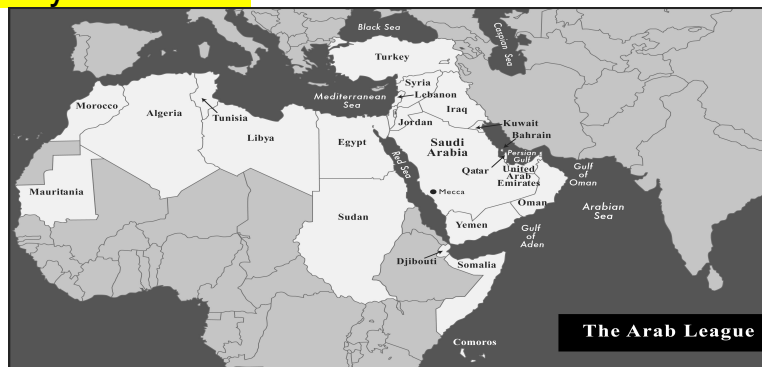 Black Sea
Caspian Sea
Turkey
Syria
Lebanon
Mediterranean
Sea
Iraq
Morocco
Algeria
Tunisia
Libya
Egypt
Jordan
Kuwait
Bahrain
Saudi
Arabia
Persian
Gulf
Qatar
United
Arab
Emirates
Gulf
of
Oman
Red Sea
Mecca
Mauritania
Sudan
Oman
Yemen
Arabian
Sea
Gulf
of
Aden
Djibouti
Somalia
Comoros
The Arab League